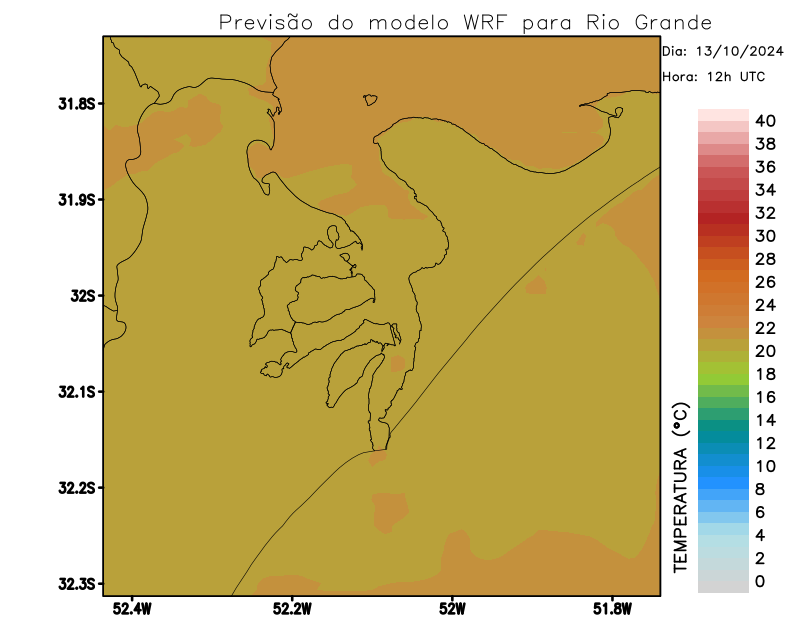 Previsão do modelo WRF para Rio Grande
Dia: 13/10/2024
Hora: 12h UTC
31.8S
31.9S
32S
32.1S
32.2S
32.3S
52.4W
52.2W
52W
51.8W
TEMPERATURA (°C)
40
38
36
34
32
30
28
26
24
22
20
18
16
14
12
10
8
6
4
2
0